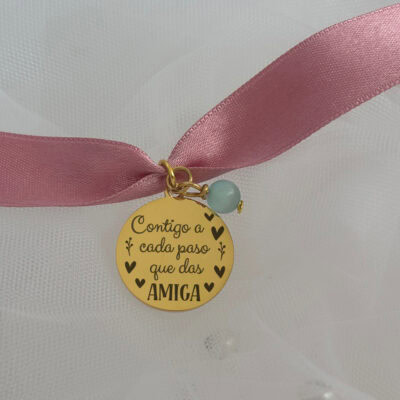 Contigo a
cada paso
que das
AMIGA